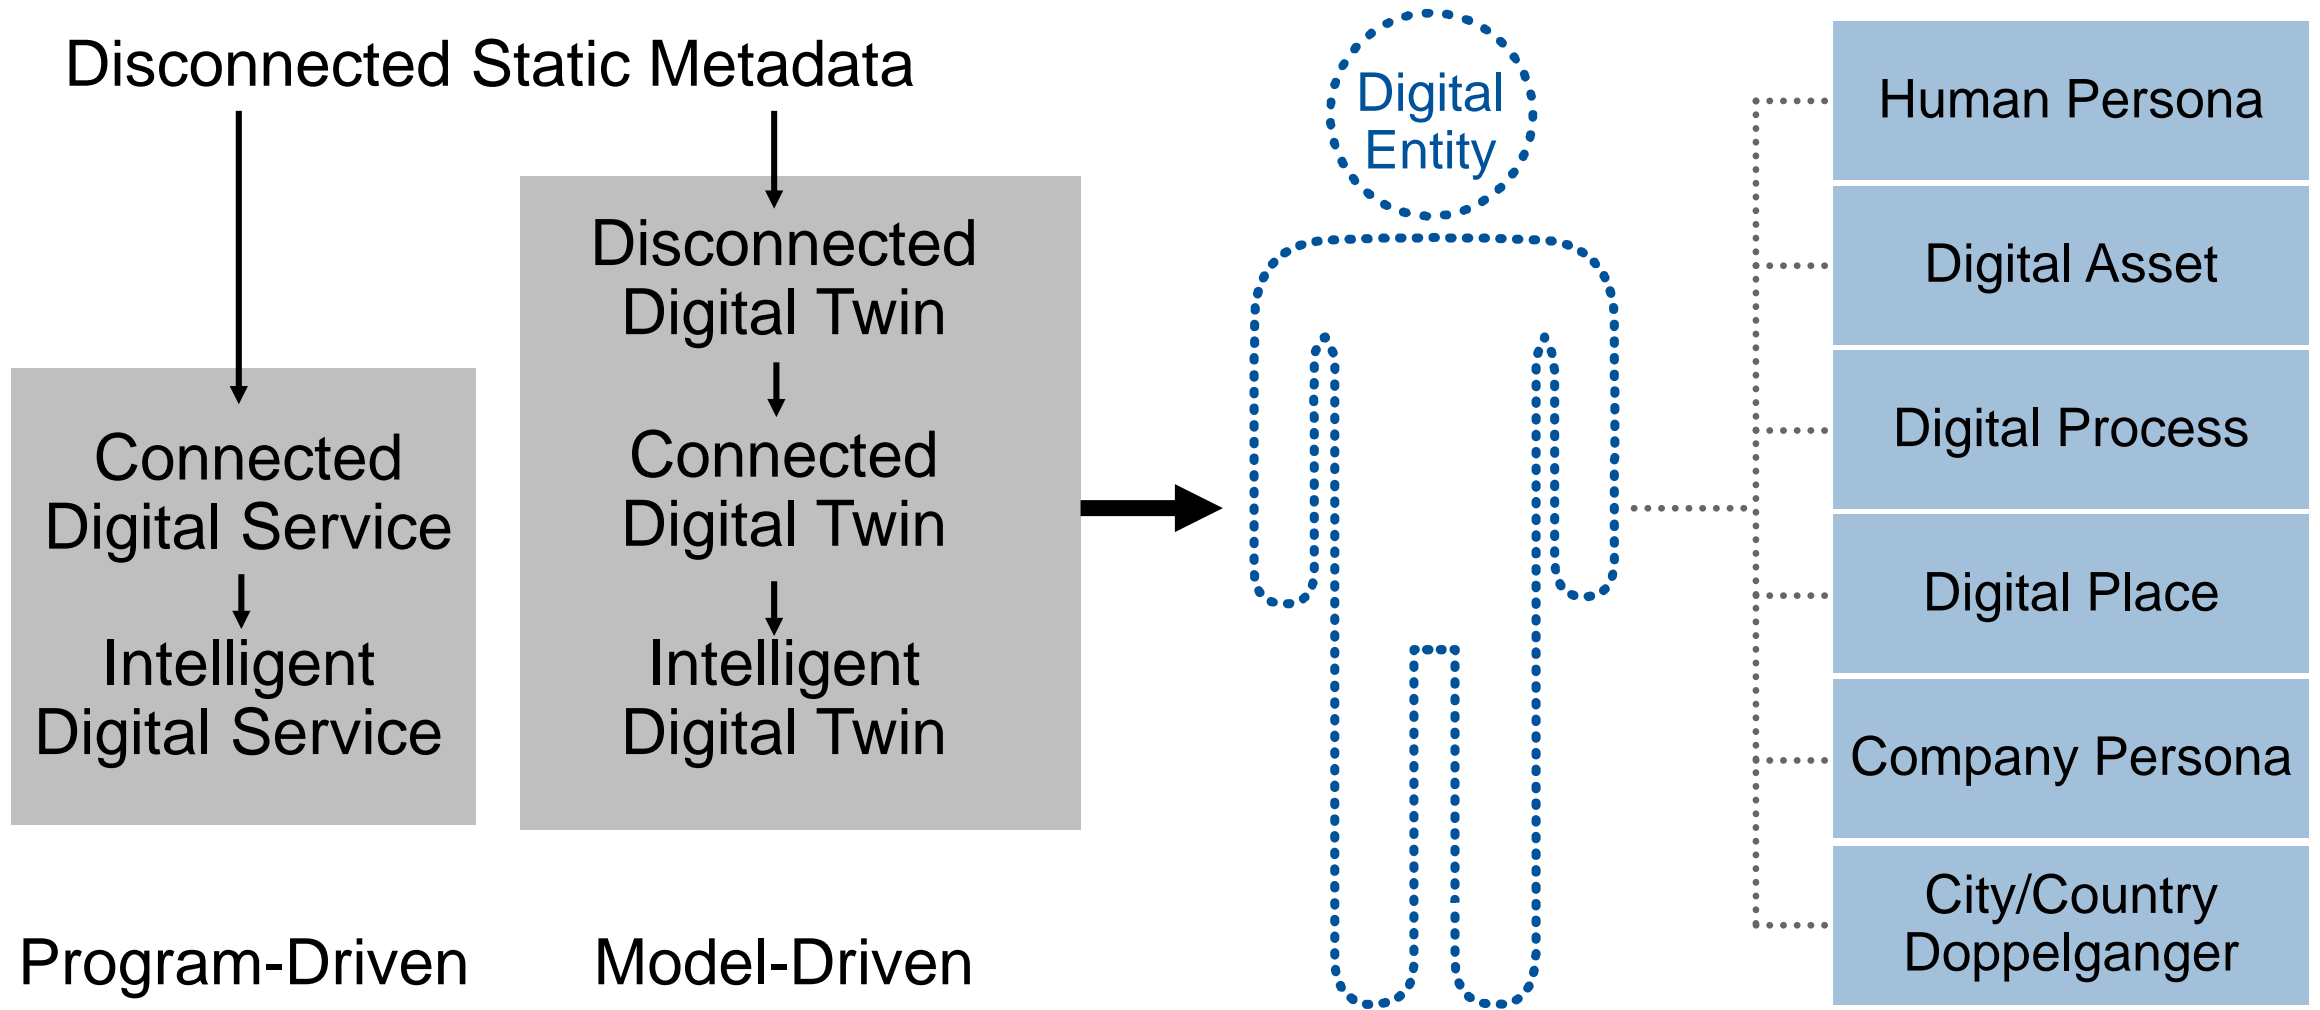 Disconnected Static Metadata
Connected
Digital Service
Intelligent
Digital Service
Program-Driven
Disconnected
Digital Twin
Connected
Digital Twin
Intelligent
Digital Twin
Model-Driven
Digital
Entity
Human Persona
Digital Asset
Digital Process
Digital Place
Company Persona
City/Country
Doppelganger